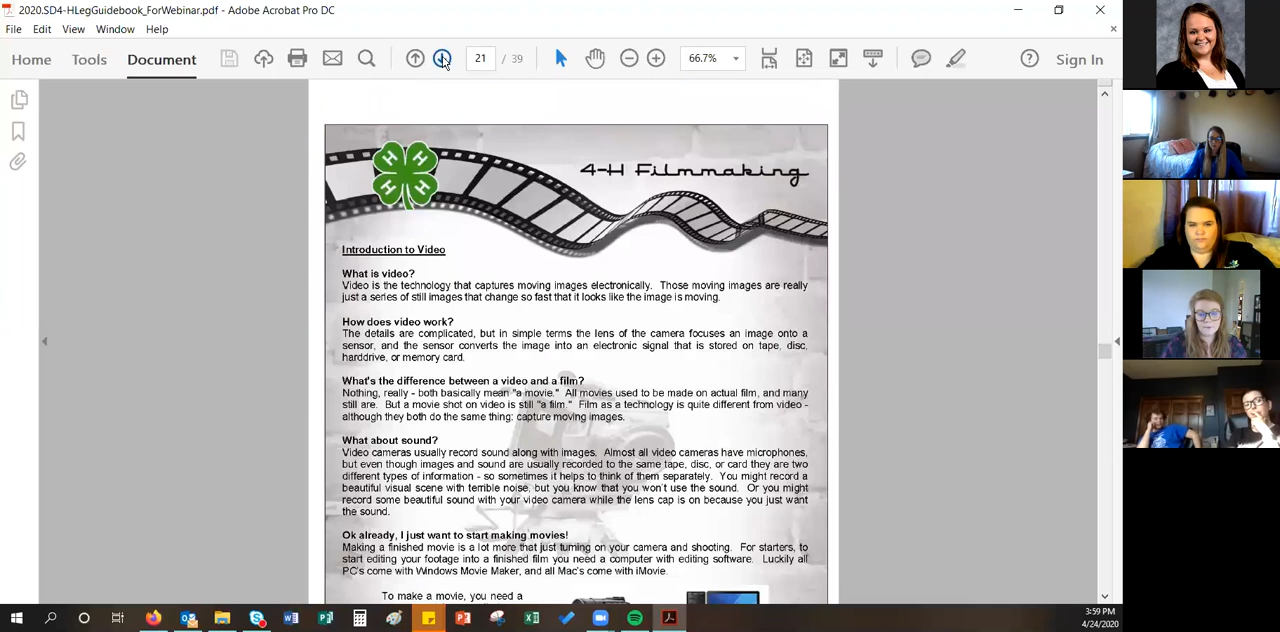 2020.SD4-HLegGuidebook_ForWebinar.pdf - Adobe Acrobat Pro DC
File Edit View Window Help
Home Tools Document 21 / 39 66.7% Sign In
H H
H H
4-H Filmmaking
Introduction to Video
What is video?
Video is the technology that captures moving images electronically. Those moving images are really
just a series of still images that change so fast that it looks like the image is moving.
How does video work?
The details are complicated, but in simple terms the lens of the camera focuses an image onto a
sensor, and the sensor converts the image into an electronic signal that is stored on tape, disc,
harddrive, or memory card.
What's the difference between a video and a film?
Nothing, really - both basically mean "a movie." All movies used to be made on actual film, and many
still are. But a movie shot on video is still "a film." Film as a technology is quite different from video -
although they both do the same thing: capture moving images.
What about sound?
Video cameras usually record sound along with images. Almost all video cameras have microphones,
but even though images and sound are usually recorded to the same tape, disc, or card they are two
different types of information - so sometimes it helps to think of them separately. You might record a
beautiful visual scene with terrible noise, but you know that you won't use the sound. Or you might
record some beautiful sound with your video camera while the lens cap is on because you just want
the sound.
Ok already, I just want to start making movies!
Making a finished movie is a lot more that just turning on your camera and shooting. For starters, to
start editing your footage into a finished film you need a computer with editing software. Luckily all
PC's come with Windows Movie Maker, and all Mac's come with iMovie.
To make a movie, you need a
3:59 PM
4/24/2020